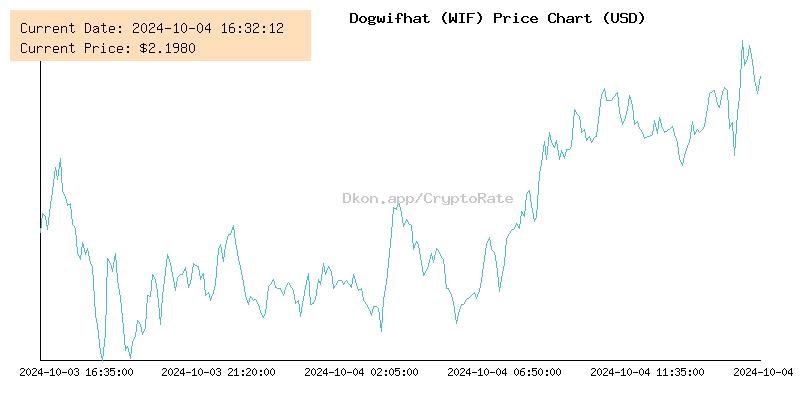 Dogwifhat (WIF) Price Chart (USD)
Current Date: 2024-10-04 16:32:12
Current Price: $2.1980
Dkon.app/CryptoRate
2024-10-03 16:35:00 2024-10-03 21:20:00 2024-10-04 02:05:00 2024-10-04 06:50:00 2024-10-04 11:35:00 2024-10-04